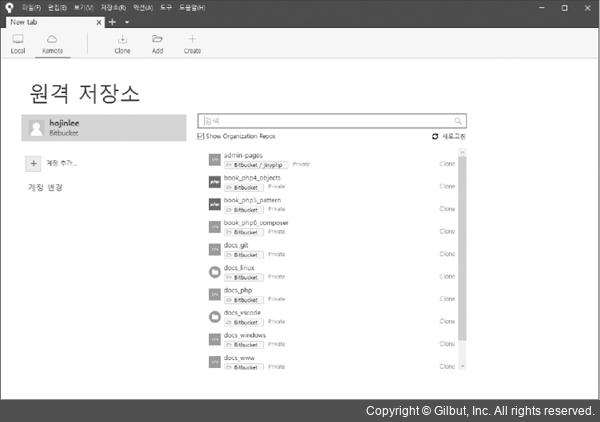 파일(F) 편집(E) 보기(V) 저장소(R) 액션(A) 도구 도움말(H)
New tab
Local Remote Clone Add Create
원격 저장소
hojinlee
Bitbucket
계정 추가...
계정 변경
검색
Show Organization Repos 새로고침
admin-pages
Bitbucket / jinyphp Private Clone
php book_php4_objects
Bitbucket Private Clone
php book_php5_pattern
Bitbucket Private Clone
book_php6_composer
Bitbucket Private Clone
docs_git
Bitbucket Private Clone
docs_linux
Bitbucket Private Clone
docs_php
Bitbucket Private Clone
docs_vscode
Bitbucket Private Clone
docs_windows
Bitbucket Private Clone
docs_www
Bitbucket Private Clone
Copyright © Gilbut, Inc. All rights reserved.